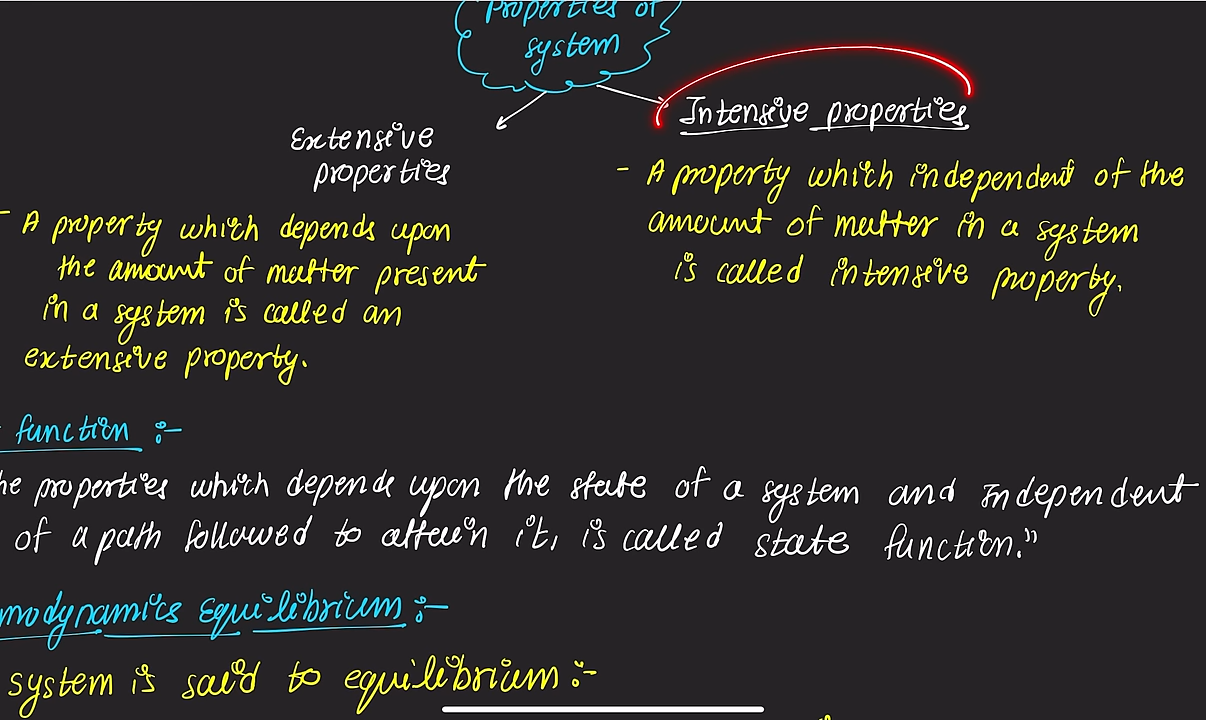 Properties of
system
Extensive
properties
Intensive properties
- A property which depends upon
the amount of matter present
in a system is called an
extensive property.
- A property which independent of the
amount of matter in a system
is called intensive property.
function :-
he properties which depends upon the state of a system and Independent
of a path followed to attain it, is called state function."
modynamics Equilibrium :-
system is said to equilibrium :-